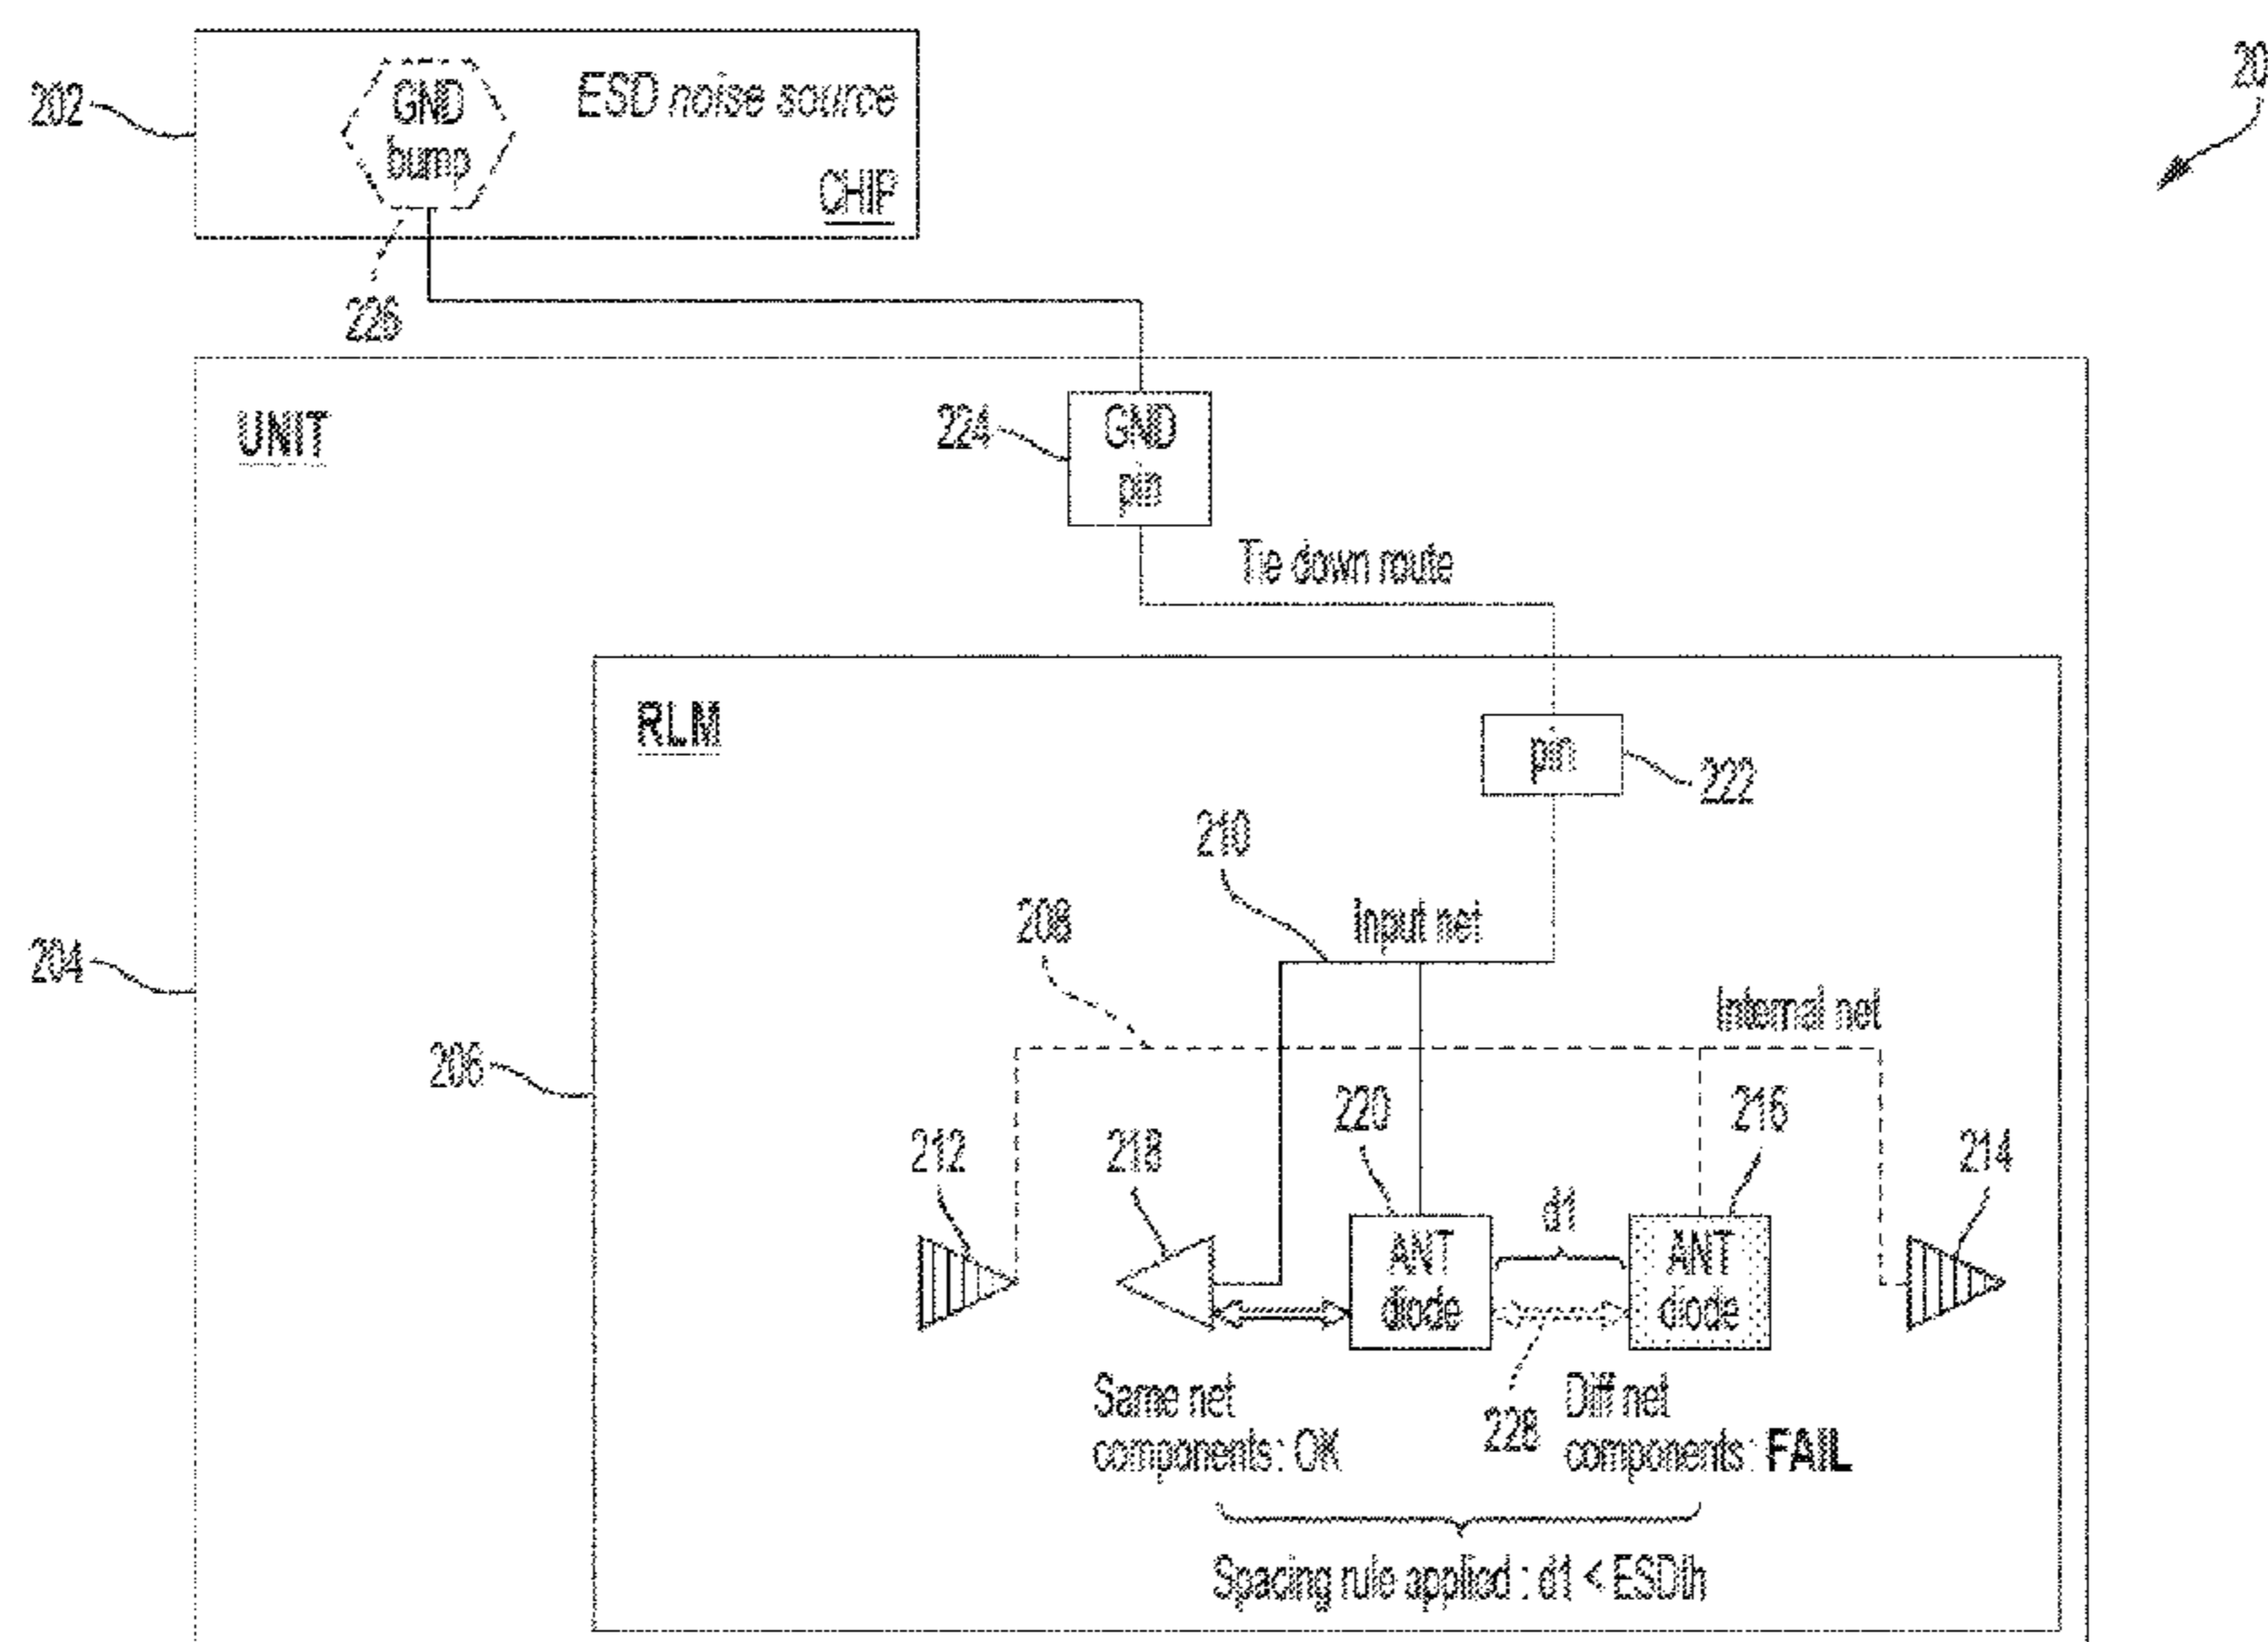 202
GND
bump
ESD noise source
CHIP
20
226
UNIT
224
GND
pin
Tie down route
RLM
pin
222
210
208
Input net
204
Internal net
206
220
216
212
218
214
d1
ANT
diode
ANT
diode
Same net
components: OK
228
Diff net
components: FAIL
Spacing rule applied : d1 < ESDth